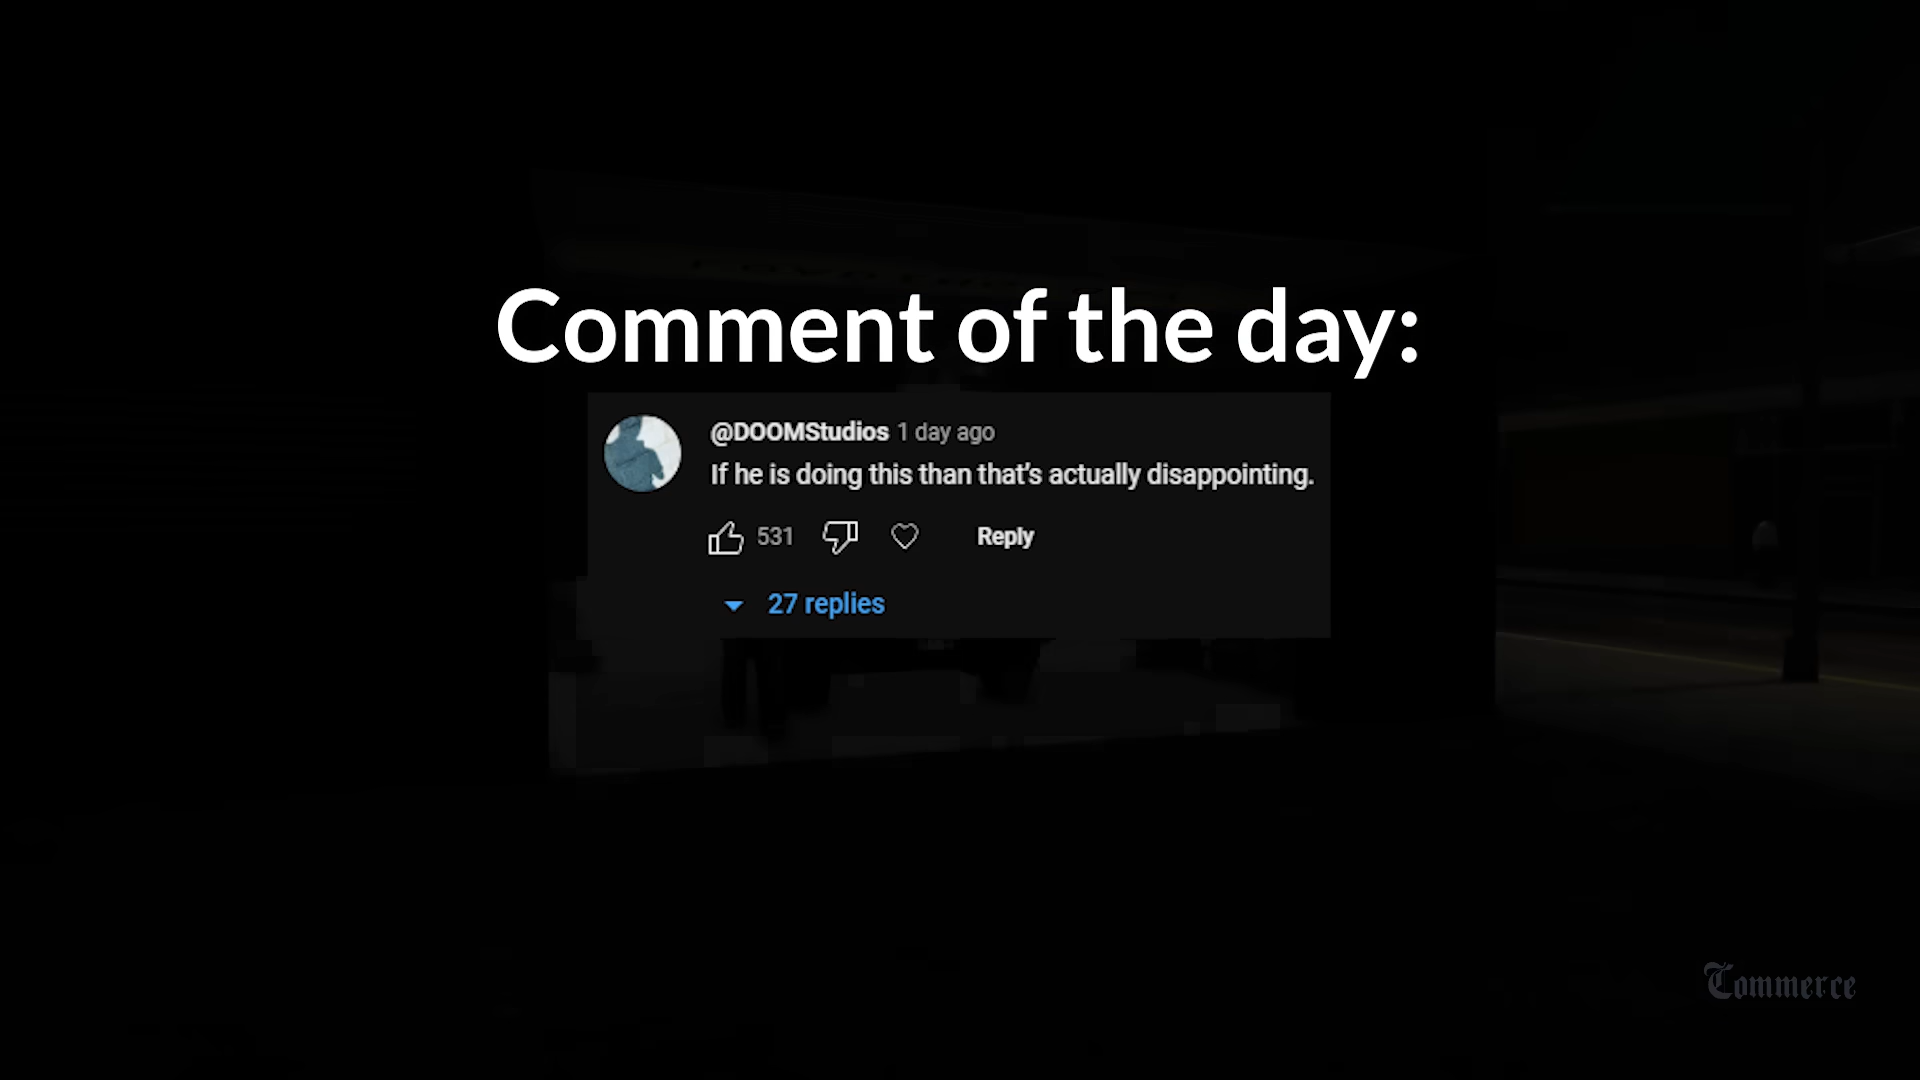 Comment of the day:
@DOOMStudios 1 day ago
If he is doing this than that's actually disappointing.
531 Reply
27 replies
Commerce